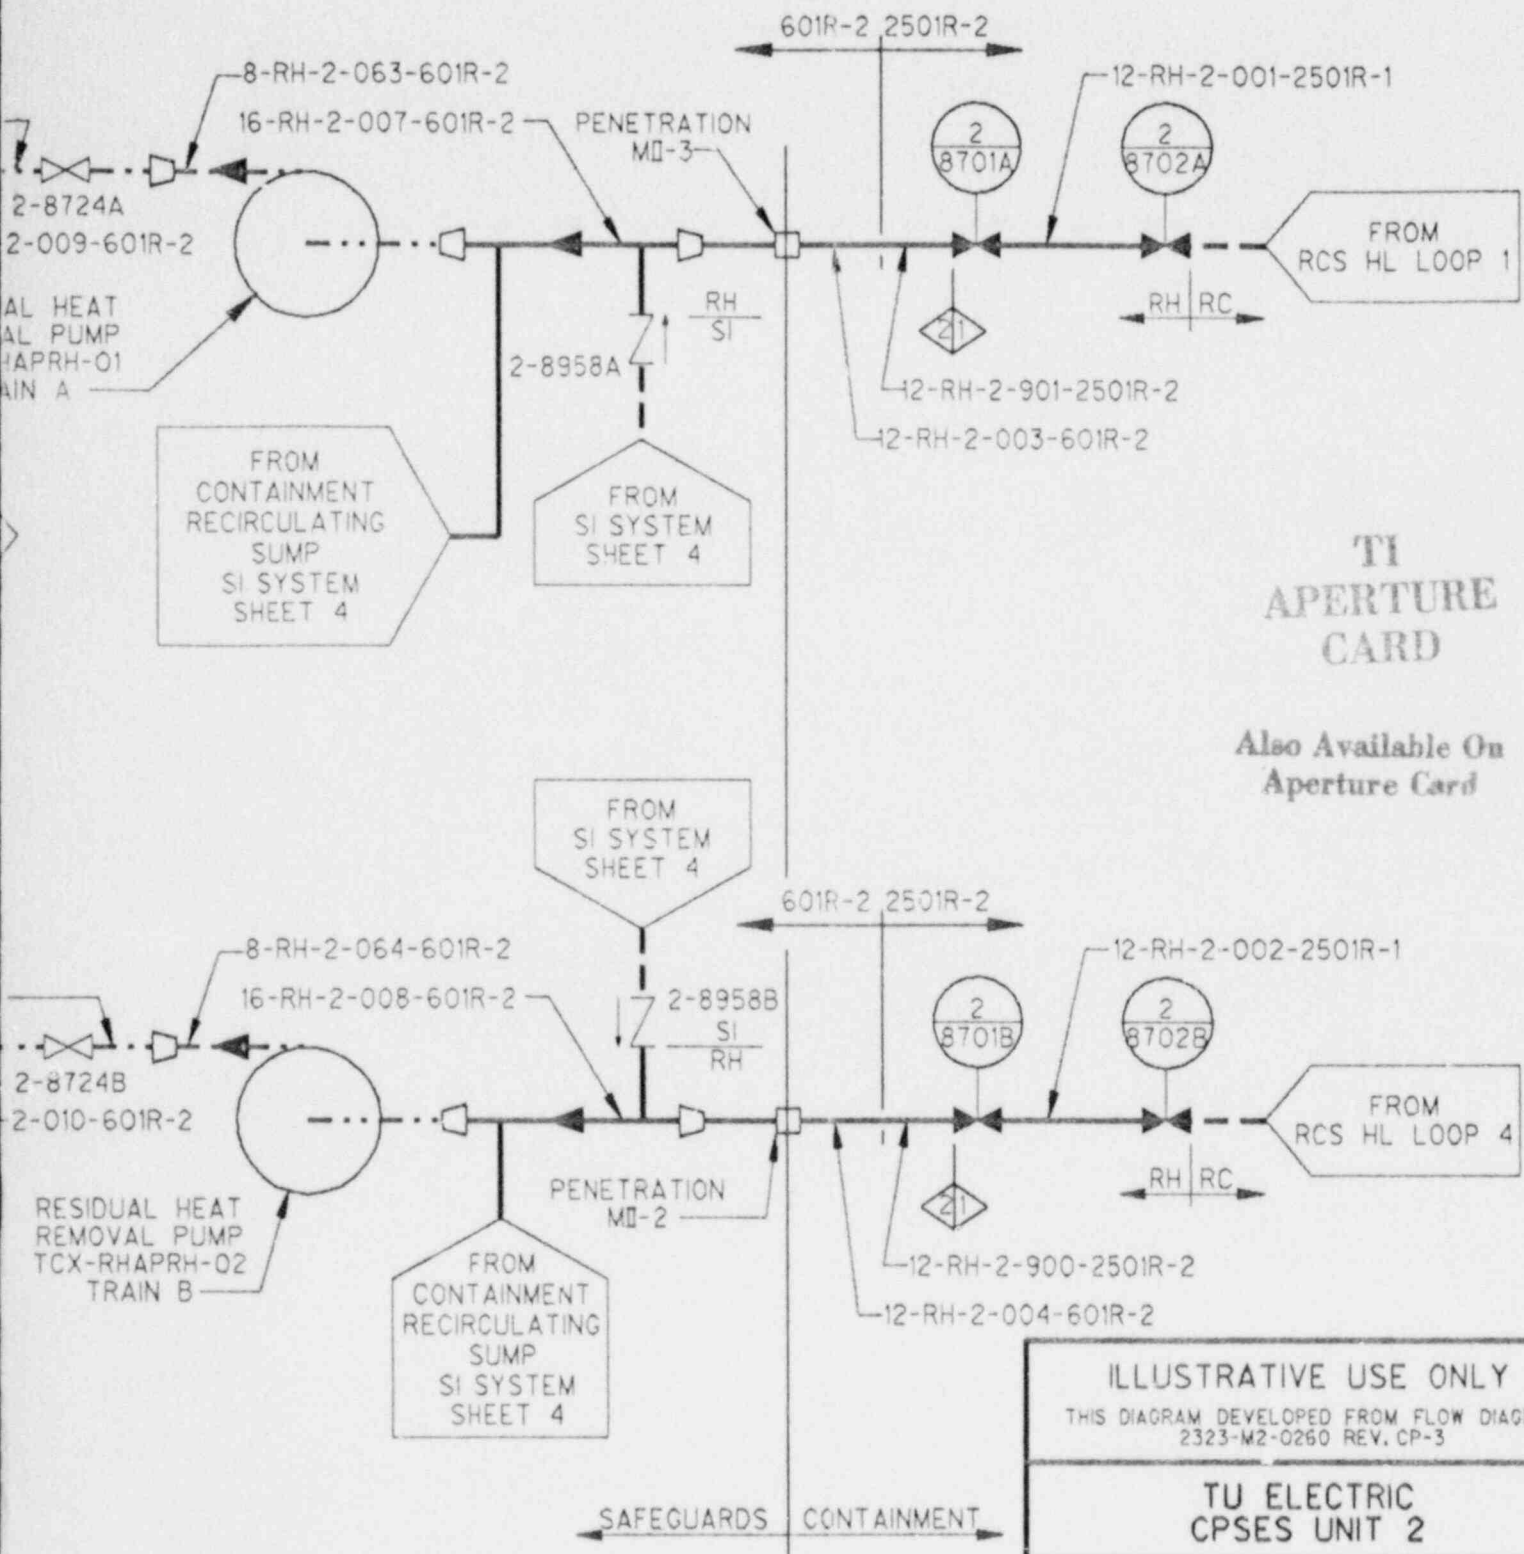 601R-2 2501R-2
8-RH-2-063-601R-2
12-RH-2-001-2501R-1
16-RH-2-007-601R-2
PENETRATION
MII-3
2
8701A
2
8702A
2-8724A
2-009-601R-2
FROM
RCS HL LOOP 1
AL HEAT
AL PUMP
HAPRH-01
AIN A
RH
SI
RH RC
21
2-8958A
12-RH-2-901-2501R-2
12-RH-2-003-601R-2
FROM
CONTAINMENT
RECIRCULATING
SUMP
SI SYSTEM
SHEET 4
FROM
SI SYSTEM
SHEET 4
TI
APERTURE
CARD
Also Available On
Aperture Card
FROM
SI SYSTEM
SHEET 4
601R-2 2501R-2
8-RH-2-064-601R-2
12-RH-2-002-2501R-1
16-RH-2-008-601R-2
2-8958B
SI
RH
2
8701B
2
8702B
2-8724B
2-010-601R-2
FROM
RCS HL LOOP 4
RH RC
21
RESIDUAL HEAT
REMOVAL PUMP
TCX-RHAPRH-02
TRAIN B
PENETRATION
MII-2
12-RH-2-900-2501R-2
12-RH-2-004-601R-2
FROM
CONTAINMENT
RECIRCULATING
SUMP
SI SYSTEM
SHEET 4
ILLUSTRATIVE USE ONLY
THIS DIAGRAM DEVELOPED FROM FLOW DIAG
2323-M2-0260 REV. CP-3
TU ELECTRIC
CPSES UNIT 2
SAFEGUARDS CONTAINMENT